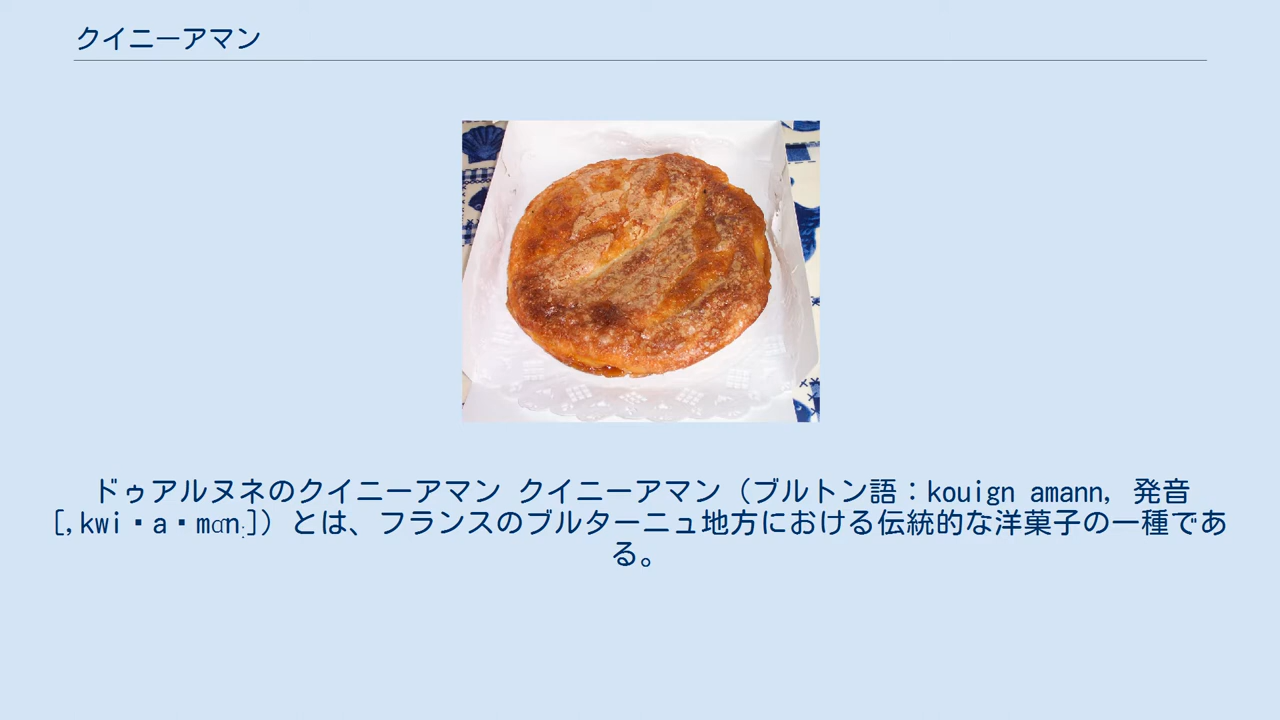 クイニーアマン
ドゥアルヌネのクイニーアマン クイニーアマン（ブルトン語：kouign amann, 発音
[ˌkwiˑaˑmɑnː]）とは、フランスのブルターニュ地方における伝統的な洋菓子の一種であ
る。